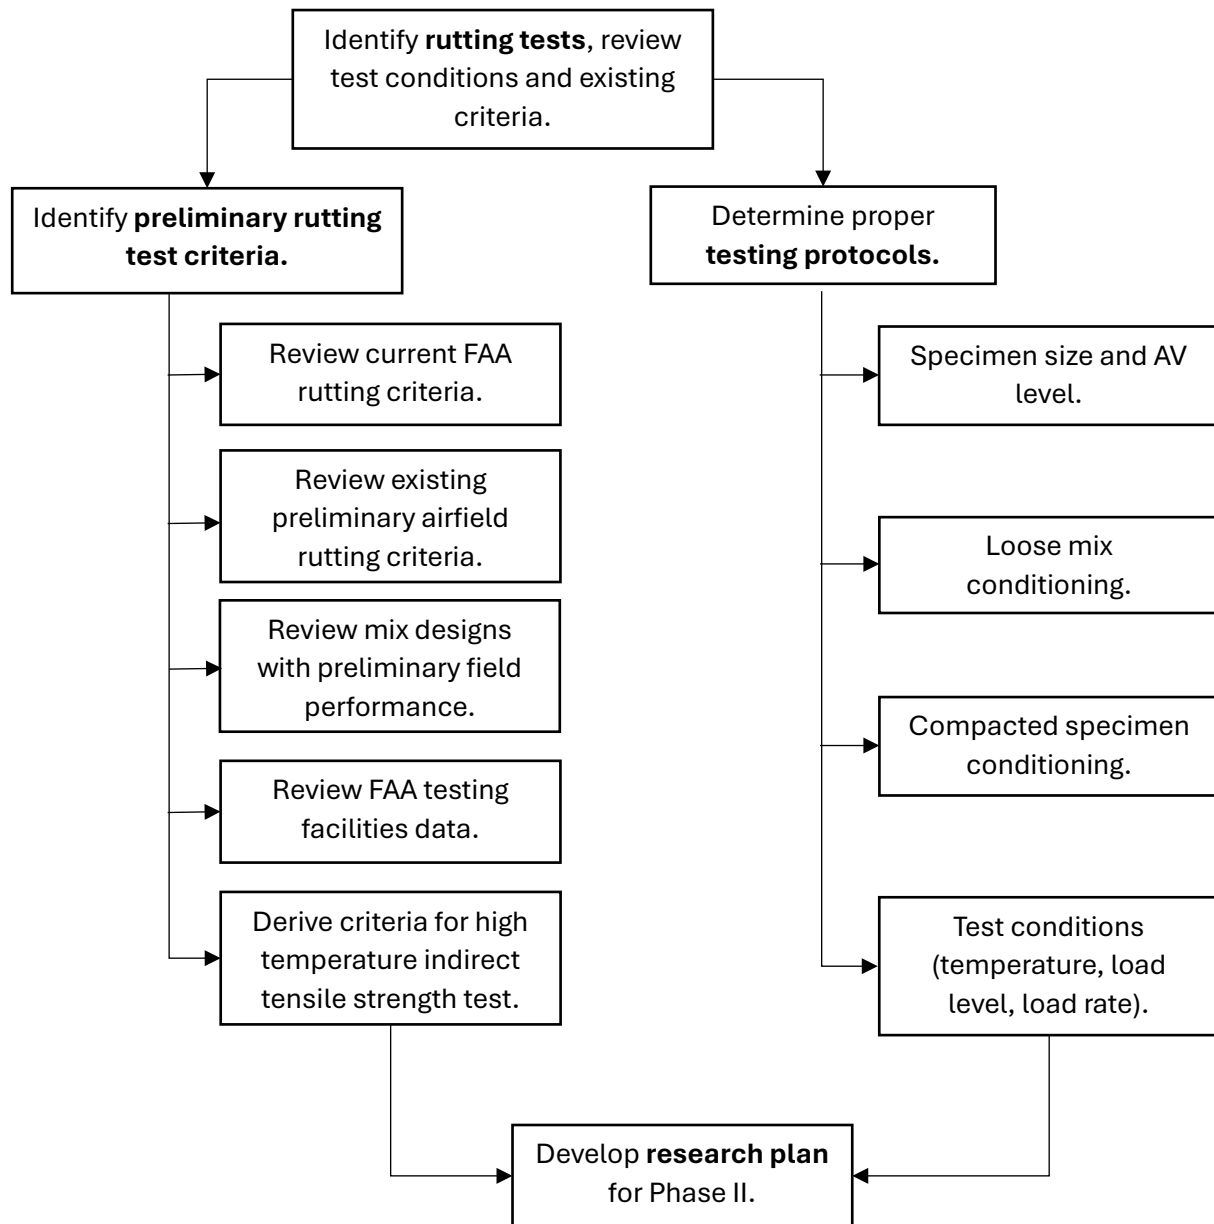 Identify rutting tests, review
test conditions and existing
criteria.
Identify preliminary rutting
test criteria.
Determine proper
testing protocols.
Review current FAA
rutting criteria.
Review existing
preliminary airfield
rutting criteria.
Review mix designs
with preliminary field
performance.
Review FAA testing
facilities data.
Derive criteria for high
temperature indirect
tensile strength test.
Specimen size and AV
level.
Loose mix
conditioning.
Compacted specimen
conditioning.
Test conditions
(temperature, load
level, load rate).
Develop research plan
for Phase II.